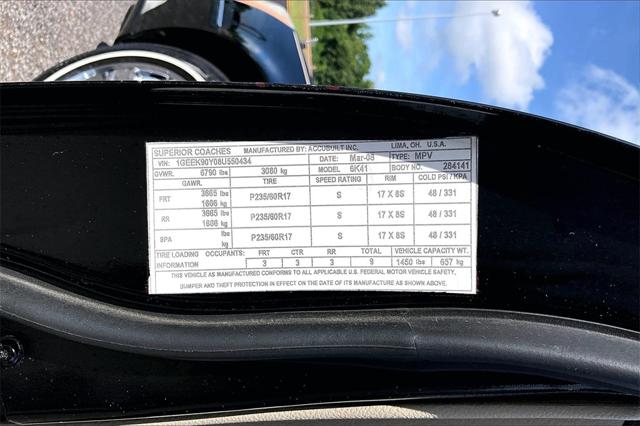 SUPERIOR COACHES MANUFACTURED BY: ACCUBUILT INC. LIMA, OH. U.S.A.
VIN: 1GEEK90Y08U550434 DATE: Mar-08 TYPE: MPV
GVWR. 6790 lbs 3080 kg MODEL 6K41 BODY NO. 284141
GAWR. TIRE SPEED RATING RIM COLD PSI / KPA
FRT 3665 lbs 1666 kg P235/60R17 S 17 X 8S 48 / 331
RR 3665 lbs 1666 kg P235/60R17 S 17 X 8S 48 / 331
SPA lbs kg P235/60R17 S 17 X 8S 48 / 331
TIRE LOADING INFORMATION OCCUPANTS: FRT CTR RR TOTAL VEHICLE CAPACITY WT.
3 3 3 9 1450 lbs 657 kg
THIS VEHICLE AS MANUFACTURED CONFORMS TO ALL APPLICABLE U.S. FEDERAL MOTOR VEHICLE SAFETY,
BUMPER AND THEFT PROTECTION IN EFFECT ON THE DATE OF ITS MANUFACTURE AS SHOWN ABOVE.